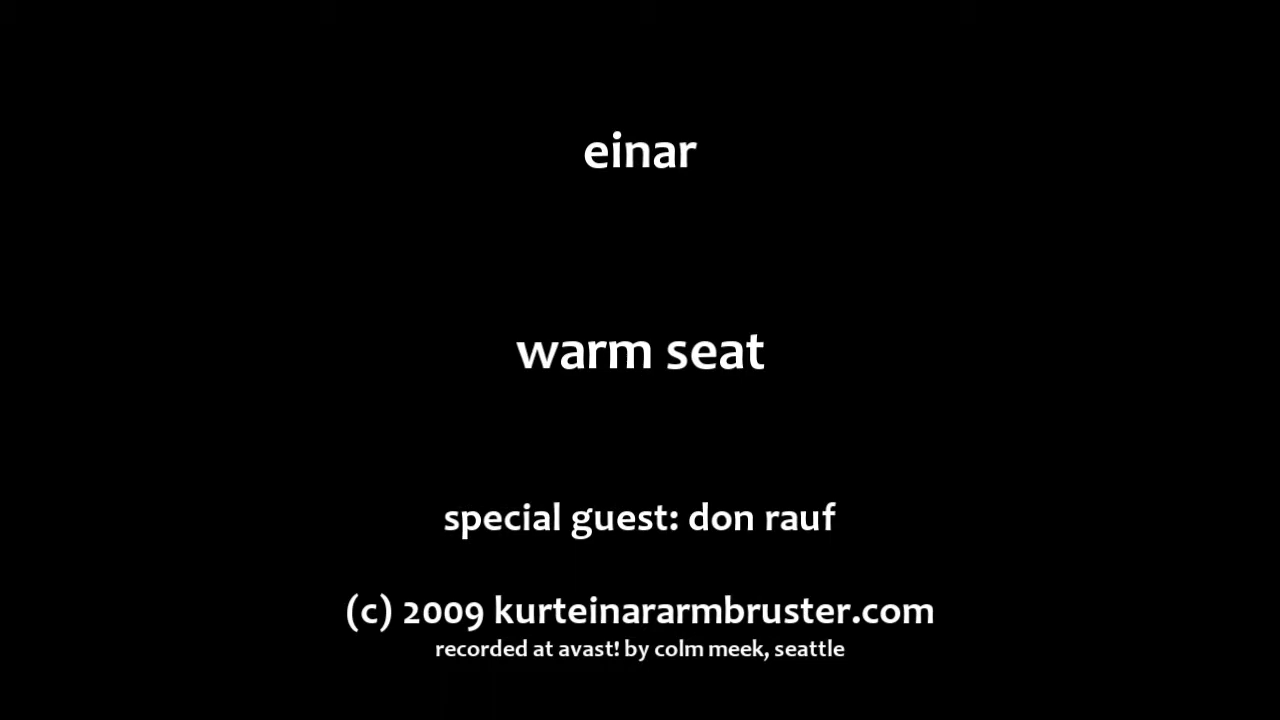 einar
warm seat
special guest: don rauf
(c) 2009 kurteinararmbruster.com
recorded at avast! by colm meek, seattle